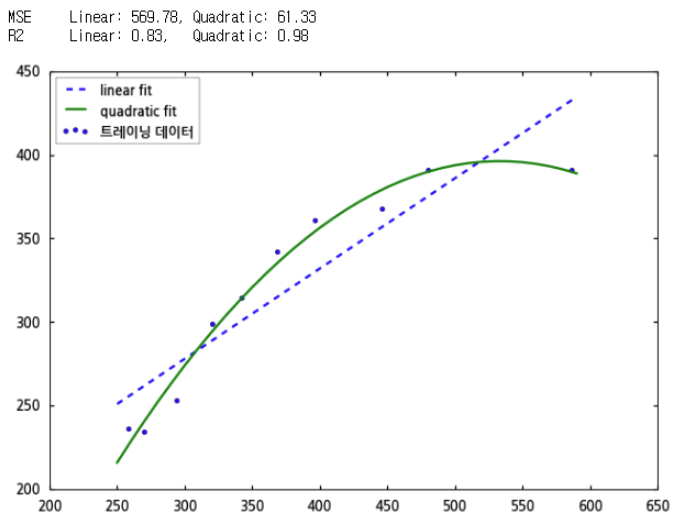 MSE Linear: 569.78, Quadratic: 61.33
R2 Linear: 0.83, Quadratic: 0.98
450
400
350
300
250
200
linear fit
quadratic fit
트레이닝 데이터
200 250 300 350 400 450 500 550 600 650